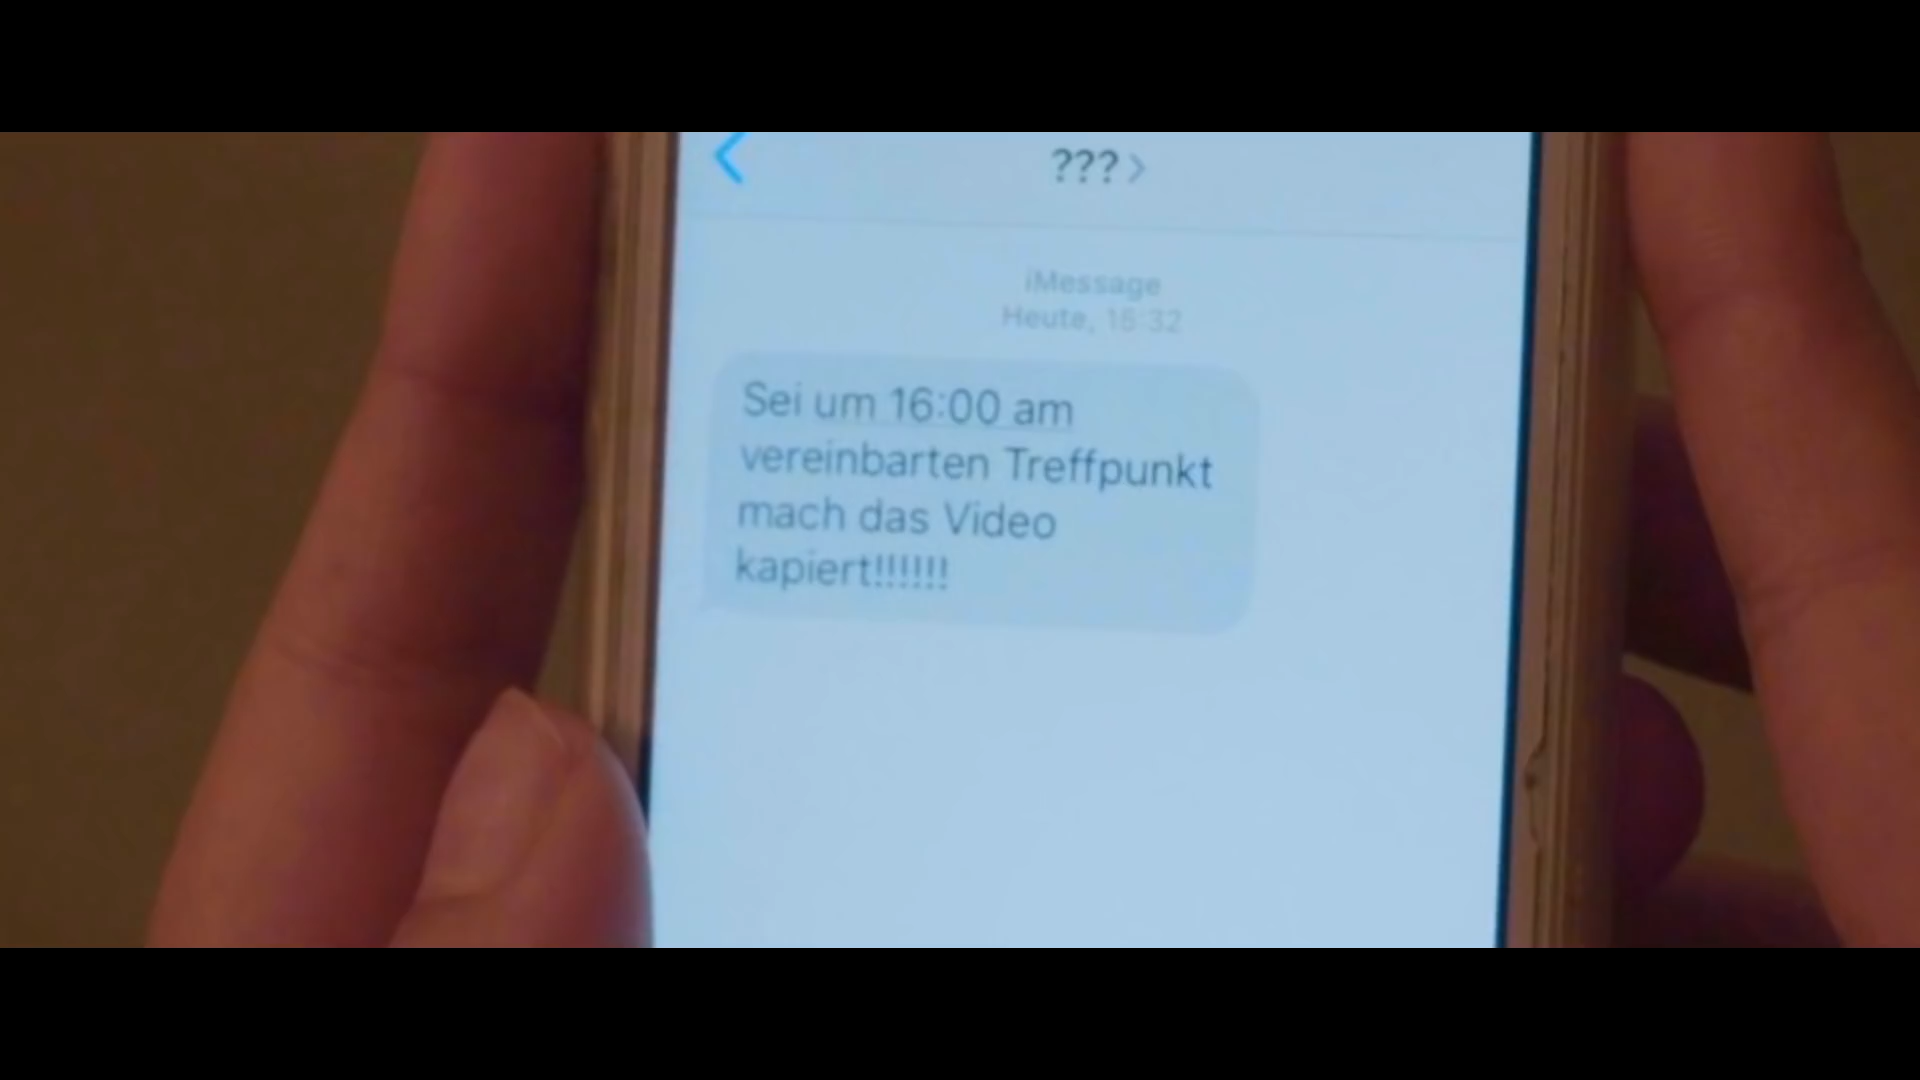 ???
iMessage
Heute, 15:32
Sei um 16:00 am
vereinbarten Treffpunkt
mach das Video
kapiert!!!!!!